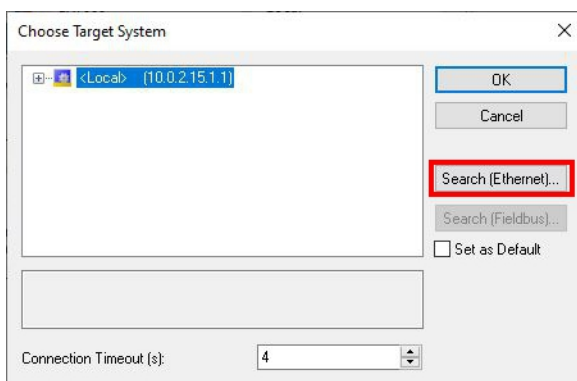 Choose Target System
<Local> (10.0.2.15.1.1)
OK
Cancel
Search (Ethernet)...
Search (Fieldbus)...
Set as Default
Connection Timeout (s):
4